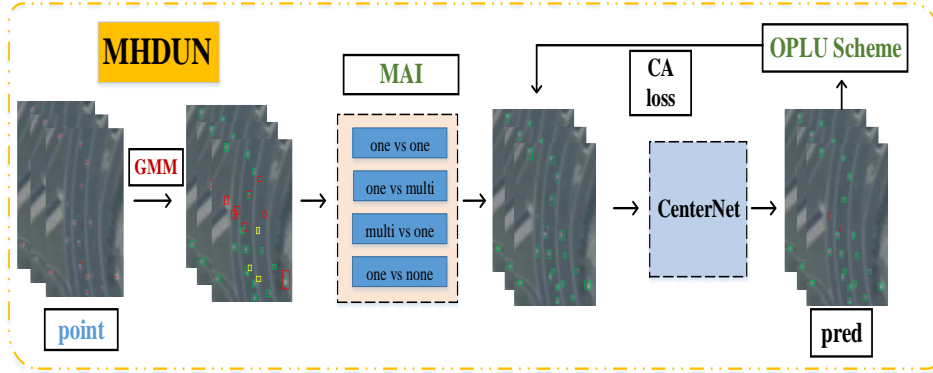 MHDUN
MAI
CA
loss
OPLU Scheme
GMM
one vs one
one vs multi
multi vs one
one vs none
CenterNet
point
pred